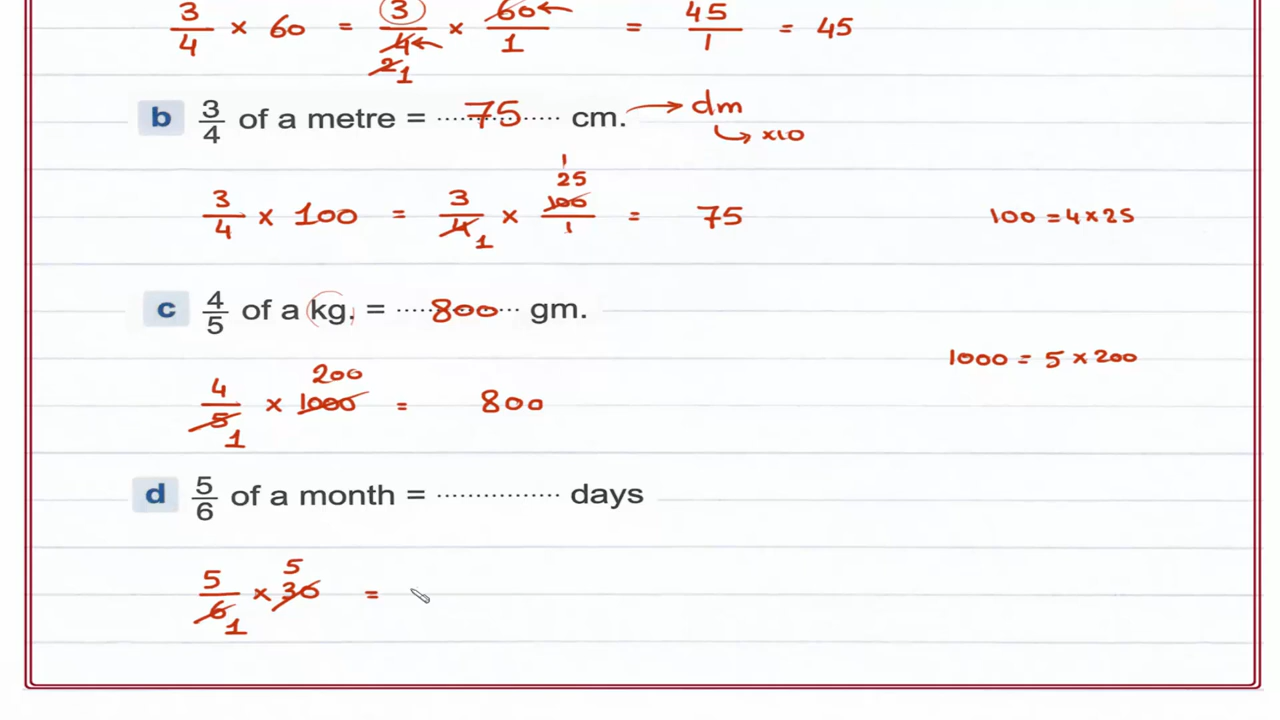 3/4 × 60 = 3/4 × 60/1 = 45/1 = 45
2 1
b 3/4 of a metre = 75 cm. → dm
×10
1
25
3/4 × 100 = 3/4 × 100/1 = 75 100 = 4 × 25
1
c 4/5 of a kg. = 800 gm.
1000 = 5 × 200
200
4/5 × 1000 = 800
1
d 5/6 of a month = ................ days
5
5/6 × 30 =
1